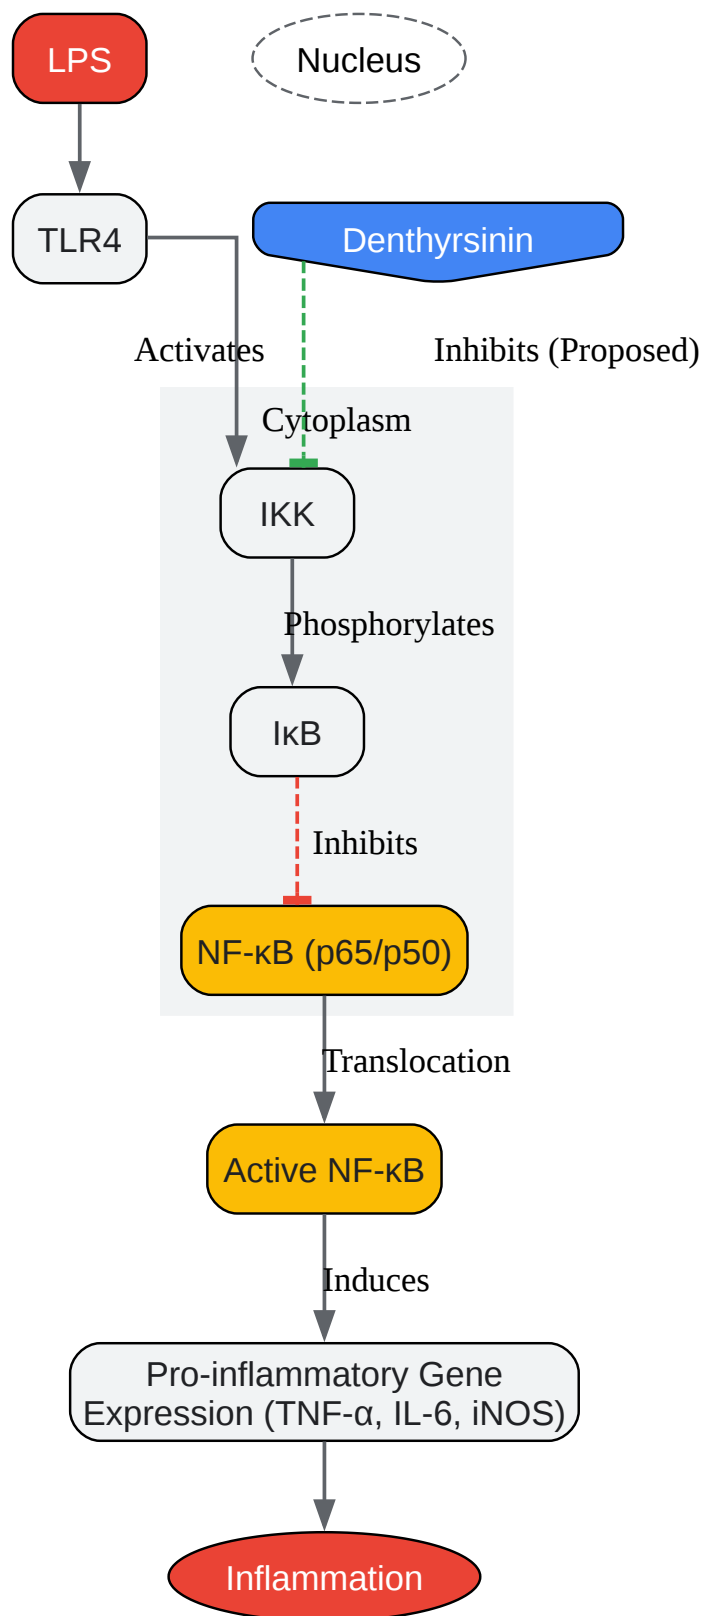 LPS
Nucleus
TLR4
Denthyrsinin
Activates
Inhibits (Proposed)
Cytoplasm
IKK
Phosphorylates
IκB
Inhibits
NF-κB (p65/p50)
Translocation
Active NF-κB
Induces
Pro-inflammatory Gene
Expression (TNF-α, IL-6, iNOS)
Inflammation